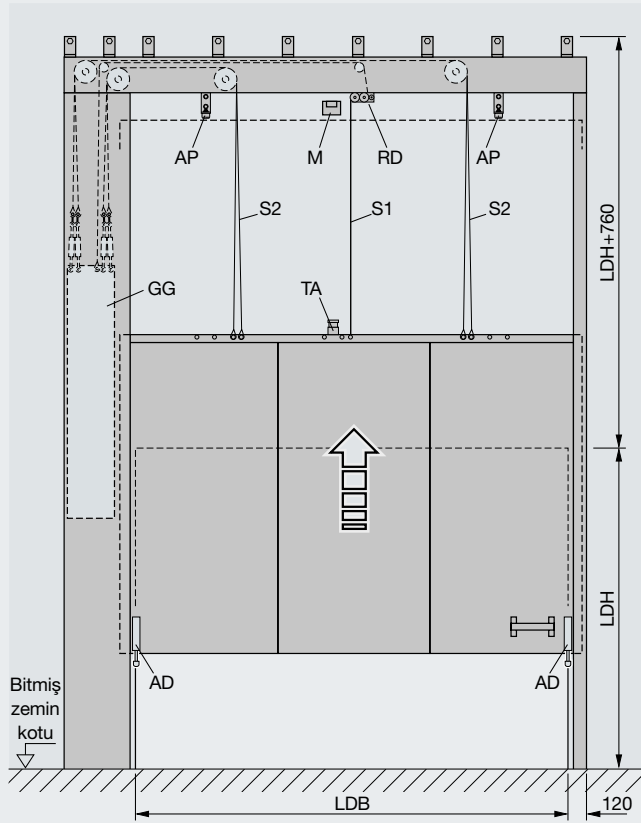 AP
M
RD
AP
S2
S1
S2
LDH+760
GG
TA
LDH
AD
AD
Bitmiş
zemin
kotu
LDB
120